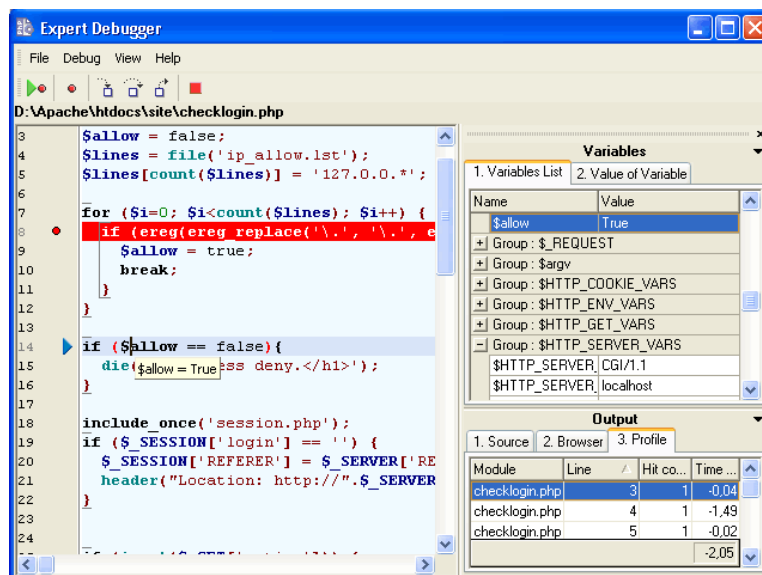 Expert Debugger
File Debug View Help
D:\Apache\htdocs\site\checklogin.php
3 $allow = false;
4 $lines = file('ip_allow.lst');
5 $lines[count($lines)] = '127.0.0.*';
6
7 for ($i=0; $i<count($lines); $i++) {
8 if (ereg(ereg_replace('\.', '\.', e
9 $allow = true;
10 break;
11 }
12 }
13
14 if ($allow == false){
15 die( ess deny.</h1>');
$allow = True
16 }
17
18 include_once('session.php');
19 if ($_SESSION['login'] == '') {
20 $_SESSION['REFERER'] = $_SERVER['RE
21 header("Location: http://".$_SERVER
22 }
23
24
Variables
1. Variables List 2. Value of Variable
Name Value
$allow True
Group : $_REQUEST
Group : $argv
Group : $HTTP_COOKIE_VARS
Group : $HTTP_ENV_VARS
Group : $HTTP_GET_VARS
Group : $HTTP_SERVER_VARS
$HTTP_SERVER_ CGI/1.1
$HTTP_SERVER_ localhost
Output
1. Source 2. Browser 3. Profile
Module Line Hit co... Time ...
checklogin.php 3 1 -0,04
checklogin.php 4 1 -1,49
checklogin.php 5 1 -0,02
-2,05